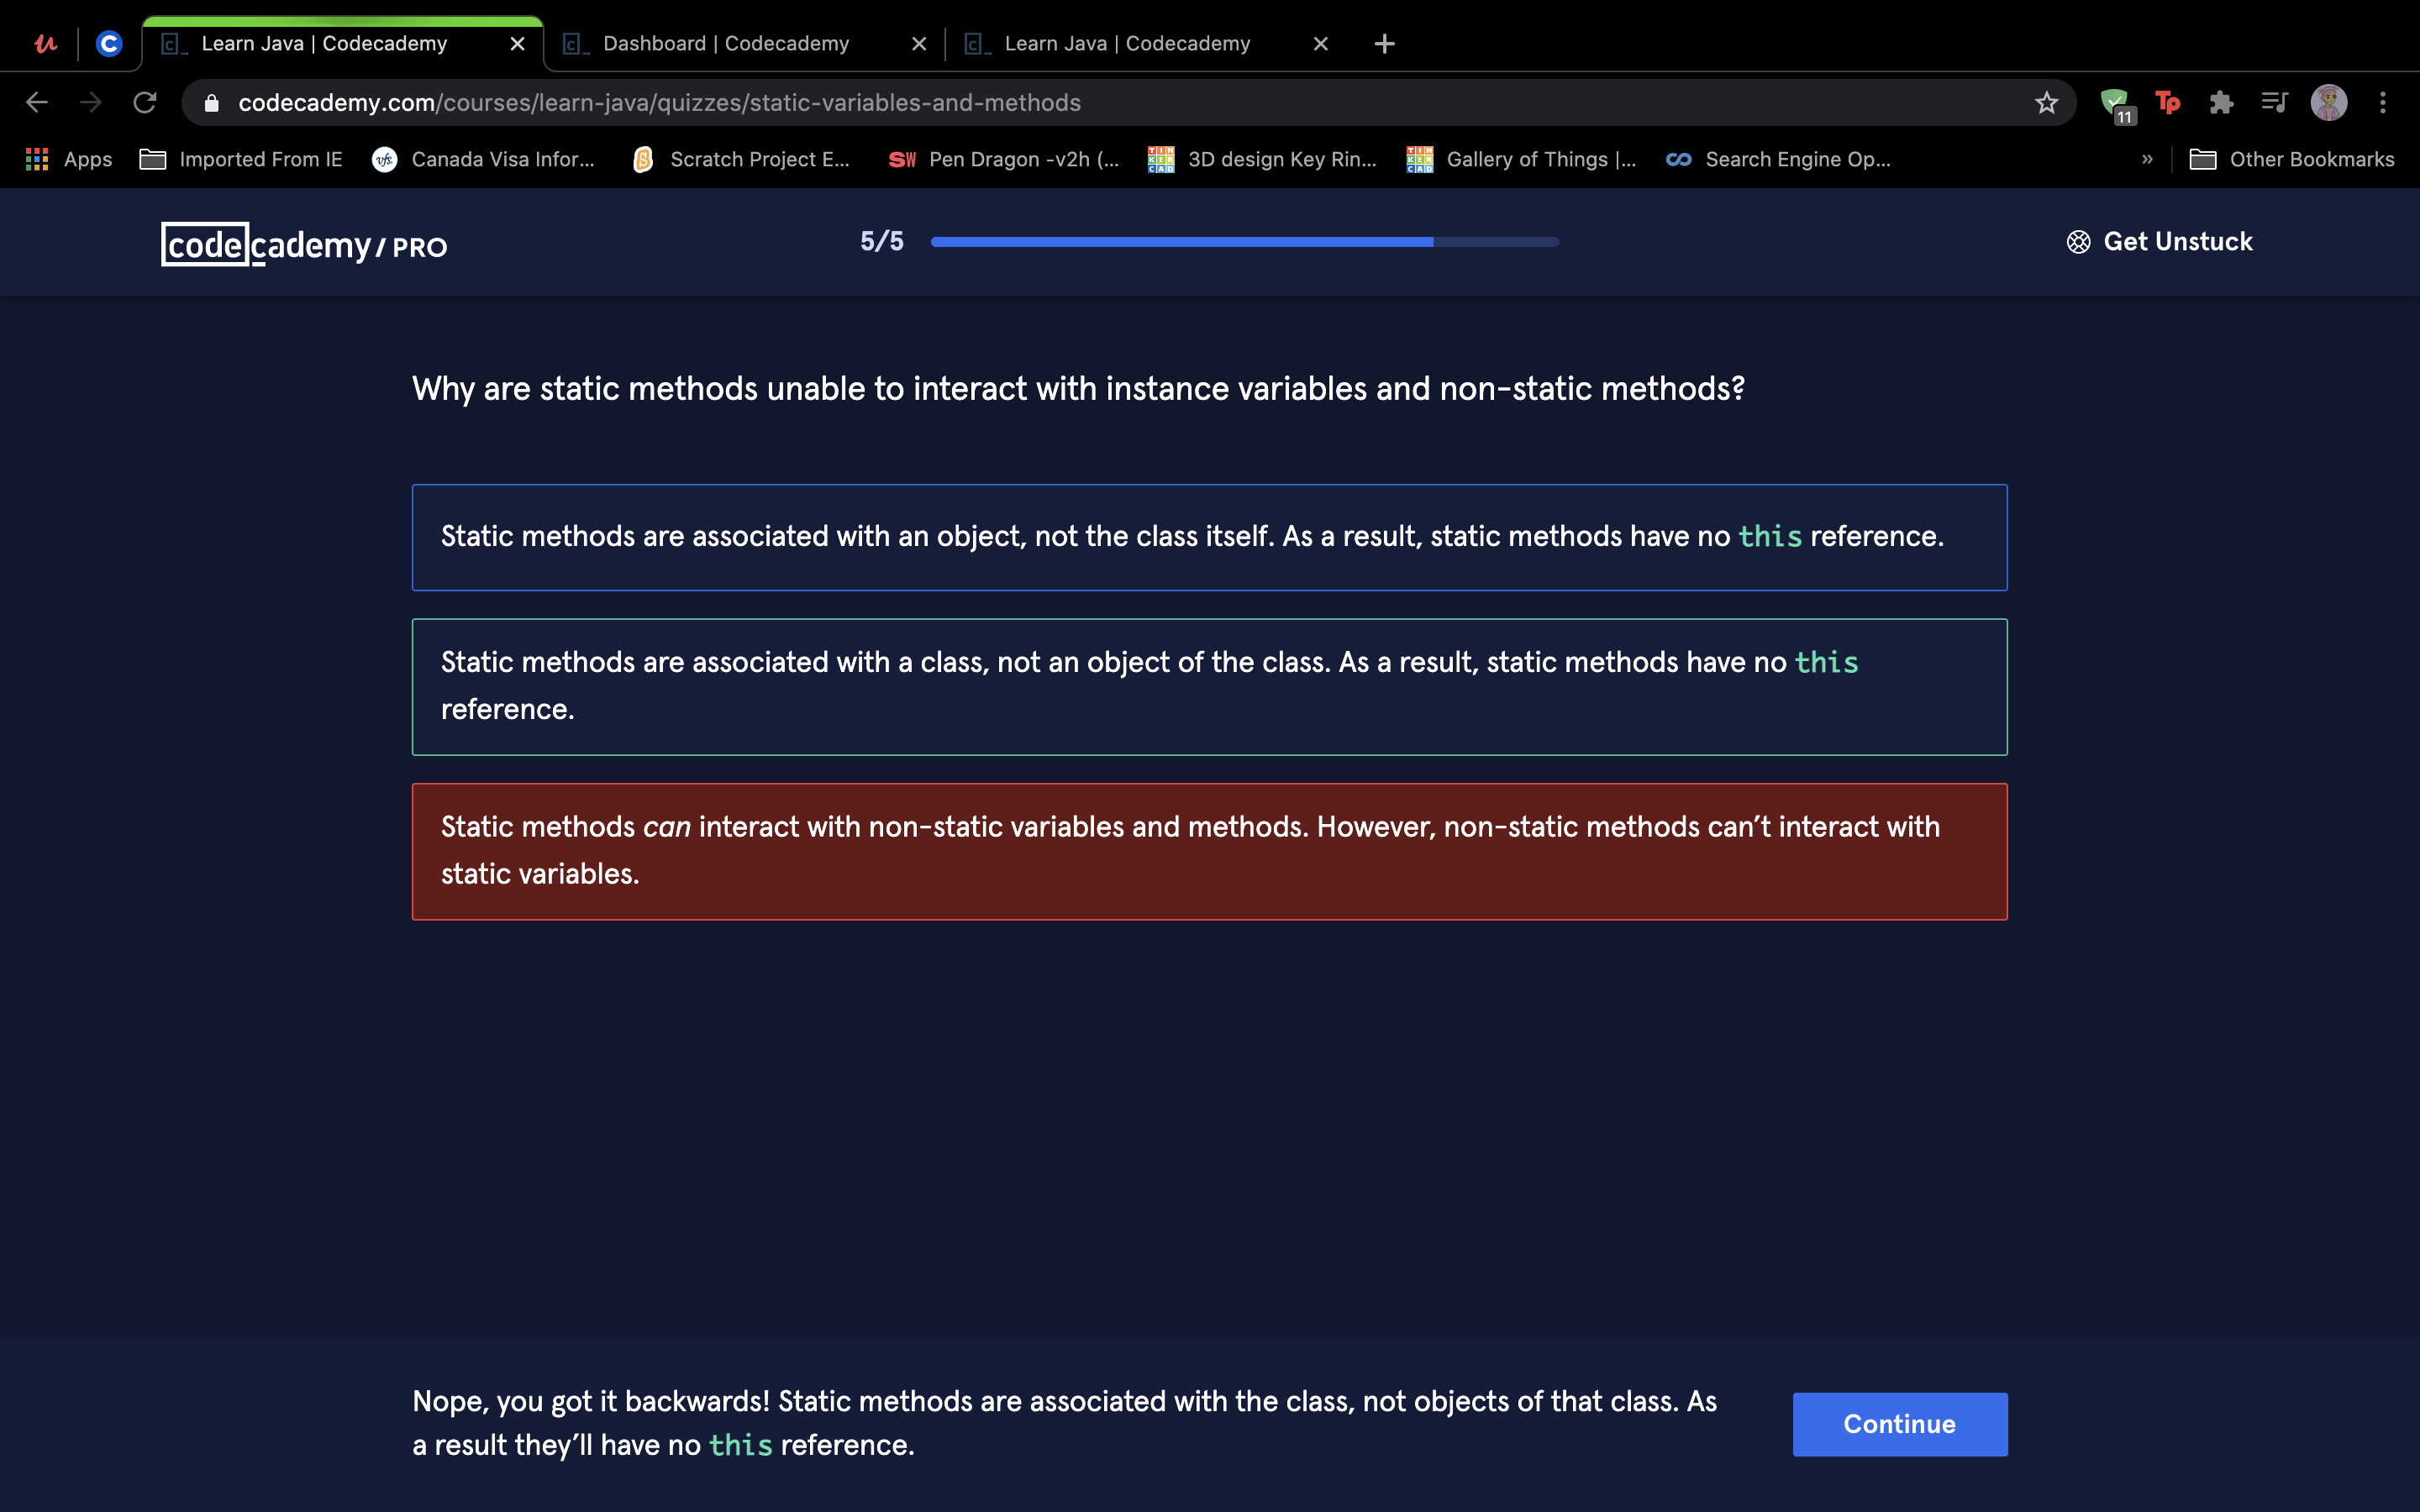 Learn Java | Codecademy
Dashboard | Codecademy
Learn Java | Codecademy
codecademy.com/courses/learn-java/quizzes/static-variables-and-methods
11
Tp
Apps
Imported From IE
vfs.
Canada Visa Infor...
Scratch Project E...
SW
Pen Dragon -v2h (...
TINKERCAD
3D design Key Rin...
TINKERCAD
Gallery of Things |...
Search Engine Op...
»
Other Bookmarks
codecademy / PRO
5/5
Get Unstuck
Why are static methods unable to interact with instance variables and non-static methods?
Static methods are associated with an object, not the class itself. As a result, static methods have no this reference.
Static methods are associated with a class, not an object of the class. As a result, static methods have no this
reference.
Static methods can interact with non-static variables and methods. However, non-static methods can’t interact with
static variables.
Nope, you got it backwards! Static methods are associated with the class, not objects of that class. As
a result they’ll have no this reference.
Continue